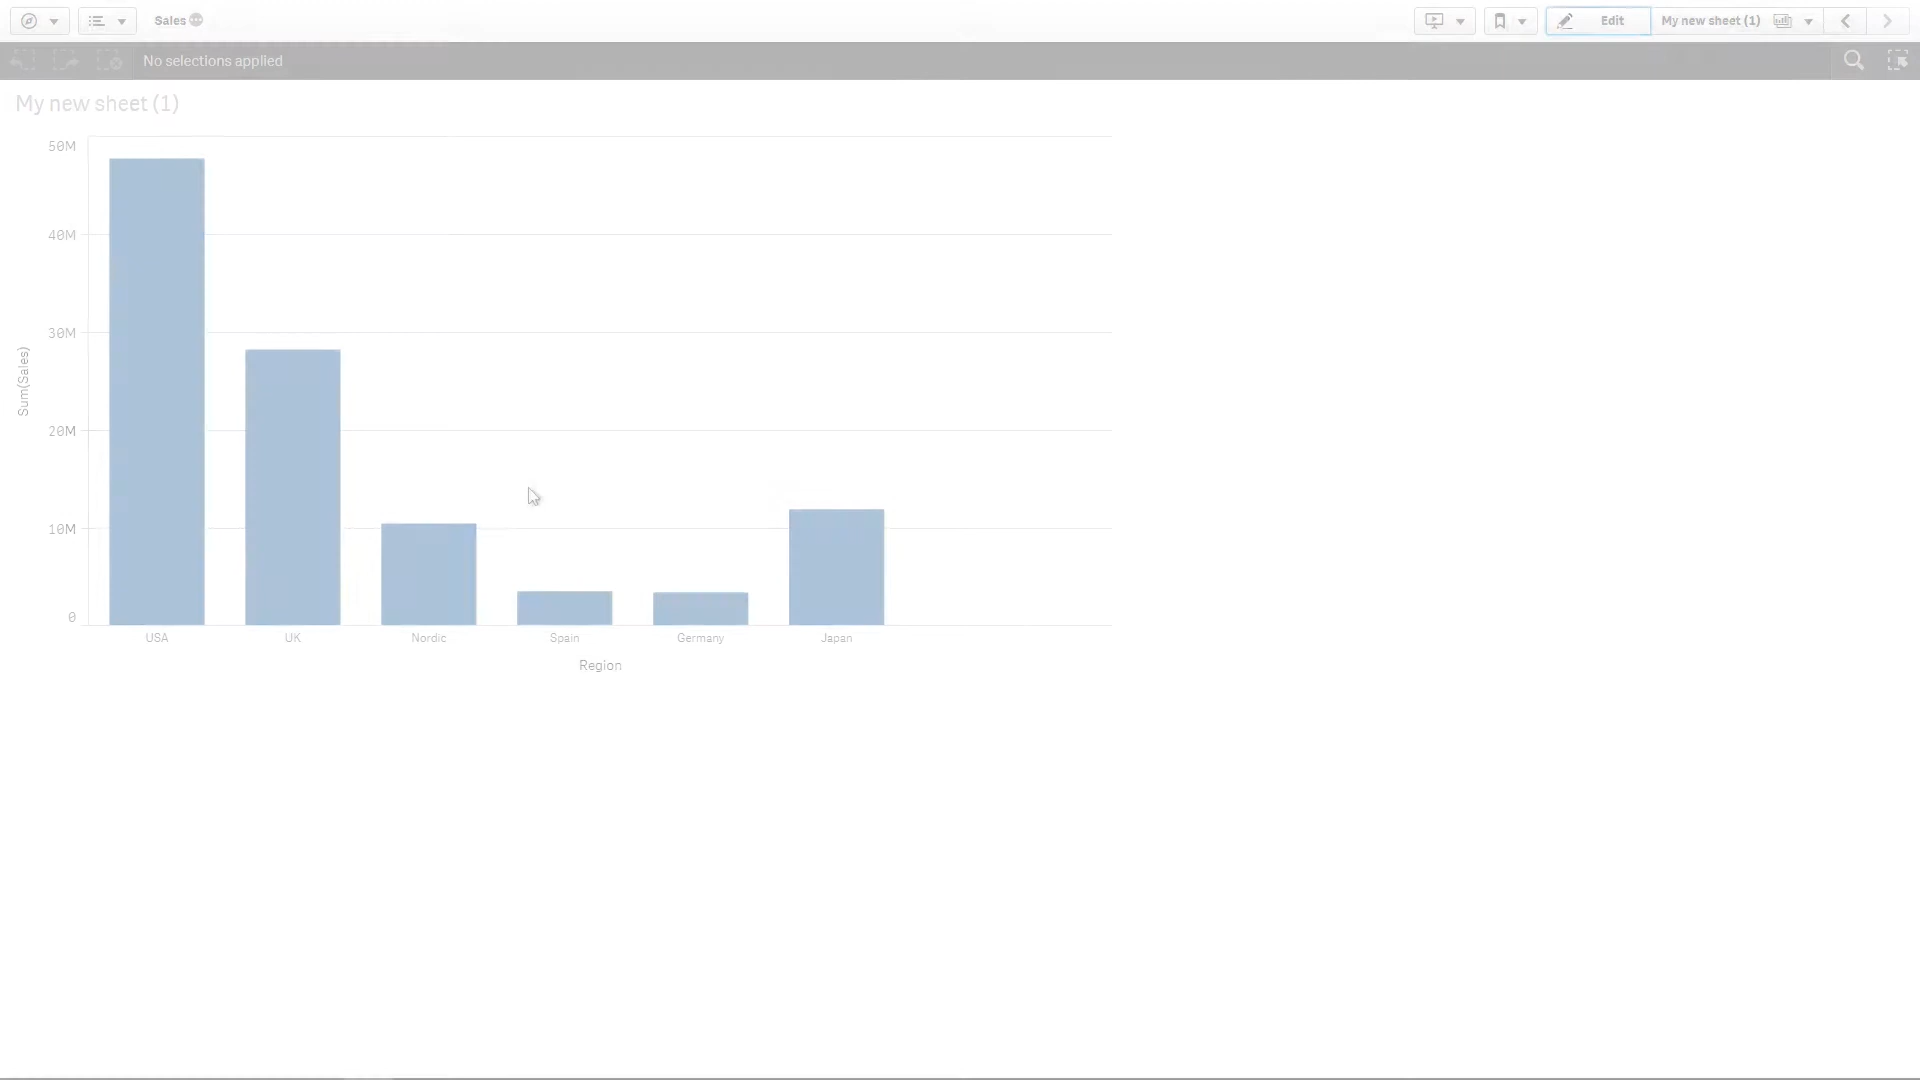 Sales
Edit
My new sheet (1)
No selections applied
My new sheet (1)
50M
40M
30M
20M
10M
0
Sum(Sales)
USA UK Nordic Spain Germany Japan
Region